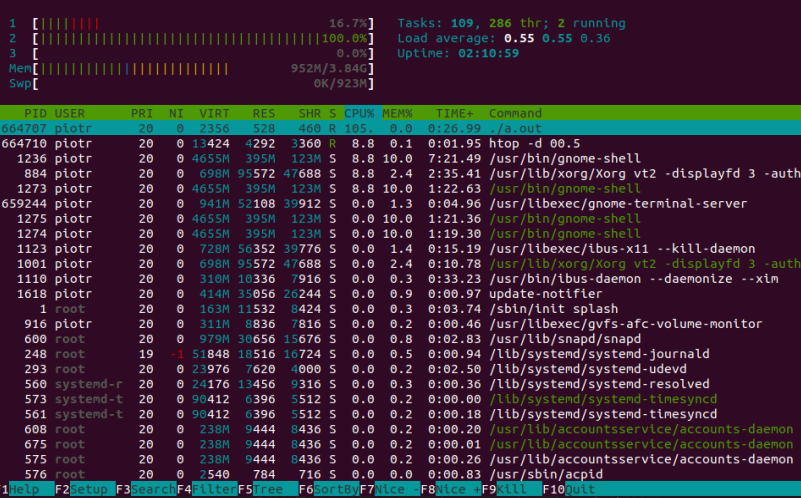 1 [|||||||| 16.7%] Tasks: 109, 286 thr; 2 running
2 [||||||||||||||||||||||||||||||||||||100.0%] Load average: 0.55 0.55 0.36
3 [ 0.0%] Uptime: 02:10:59
Mem[||||||||||||||||||||||||| 952M/3.84G]
Swp[ 0K/923M]
PID USER PRI NI VIRT RES SHR S CPU% MEM% TIME+ Command
664707 piotr 20 0 2356 528 460 R 105. 0.0 0:26.99 ./a.out
664710 piotr 20 0 13424 4292 3360 R 8.8 0.1 0:01.95 htop -d 00.5
1236 piotr 20 0 4655M 395M 123M S 8.8 10.0 7:21.49 /usr/bin/gnome-shell
884 piotr 20 0 698M 95572 47688 S 8.8 2.4 2:35.41 /usr/lib/xorg/Xorg vt2 -displayfd 3 -auth
1273 piotr 20 0 4655M 395M 123M S 8.8 10.0 1:22.63 /usr/bin/gnome-shell
659244 piotr 20 0 941M 52108 39912 S 0.0 1.3 0:04.96 /usr/libexec/gnome-terminal-server
1275 piotr 20 0 4655M 395M 123M S 0.0 10.0 1:21.36 /usr/bin/gnome-shell
1274 piotr 20 0 4655M 395M 123M S 0.0 10.0 1:19.30 /usr/bin/gnome-shell
1123 piotr 20 0 728M 56352 39776 S 0.0 1.4 0:15.19 /usr/libexec/ibus-x11 --kill-daemon
1001 piotr 20 0 698M 95572 47688 S 0.0 2.4 0:10.78 /usr/lib/xorg/Xorg vt2 -displayfd 3 -auth
1110 piotr 20 0 310M 10336 7916 S 0.0 0.3 0:33.23 /usr/bin/ibus-daemon --daemonize --xim
1618 piotr 20 0 414M 35056 26244 S 0.0 0.9 0:00.97 update-notifier
1 root 20 0 163M 11532 8424 S 0.0 0.3 0:03.74 /sbin/init splash
916 piotr 20 0 311M 8836 7816 S 0.0 0.2 0:00.46 /usr/libexec/gvfs-afc-volume-monitor
600 root 20 0 979M 30656 15676 S 0.0 0.8 0:02.83 /usr/lib/snapd/snapd
248 root 19 -1 51848 18516 16724 S 0.0 0.5 0:00.94 /lib/systemd/systemd-journald
293 root 20 0 23976 7620 4000 S 0.0 0.2 0:02.50 /lib/systemd/systemd-udevd
560 systemd-r 20 0 24176 13456 9316 S 0.0 0.3 0:00.36 /lib/systemd/systemd-resolved
573 systemd-t 20 0 90412 6396 5512 S 0.0 0.2 0:00.00 /lib/systemd/systemd-timesyncd
561 systemd-t 20 0 90412 6396 5512 S 0.0 0.2 0:00.18 /lib/systemd/systemd-timesyncd
608 root 20 0 238M 9444 8436 S 0.0 0.2 0:00.20 /usr/lib/accountsservice/accounts-daemon
675 root 20 0 238M 9444 8436 S 0.0 0.2 0:00.01 /usr/lib/accountsservice/accounts-daemon
575 root 20 0 238M 9444 8436 S 0.0 0.2 0:00.26 /usr/lib/accountsservice/accounts-daemon
576 root 20 0 2540 784 716 S 0.0 0.0 0:00.83 /usr/sbin/acpid
F1Help F2Setup F3SearchF4FilterF5Tree F6SortByF7Nice -F8Nice +F9Kill F10Quit